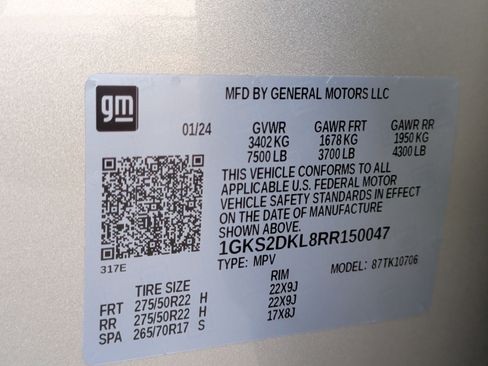 gm
MFD BY GENERAL MOTORS LLC
01/24 GVWR GAWR FRT GAWR RR
3402 KG 1678 KG 1950 KG
7500 LB 3700 LB 4300 LB
THIS VEHICLE CONFORMS TO ALL
APPLICABLE U.S. FEDERAL MOTOR
VEHICLE SAFETY STANDARDS IN EFFECT
ON THE DATE OF MANUFACTURE
SHOWN ABOVE.
1GKS2DKL8RR150047
317E
TYPE: MPV MODEL: 87TK10706
TIRE SIZE RIM
FRT 275/50R22 H 22X9J
RR 275/50R22 H 22X9J
SPA 265/70R17 S 17X8J